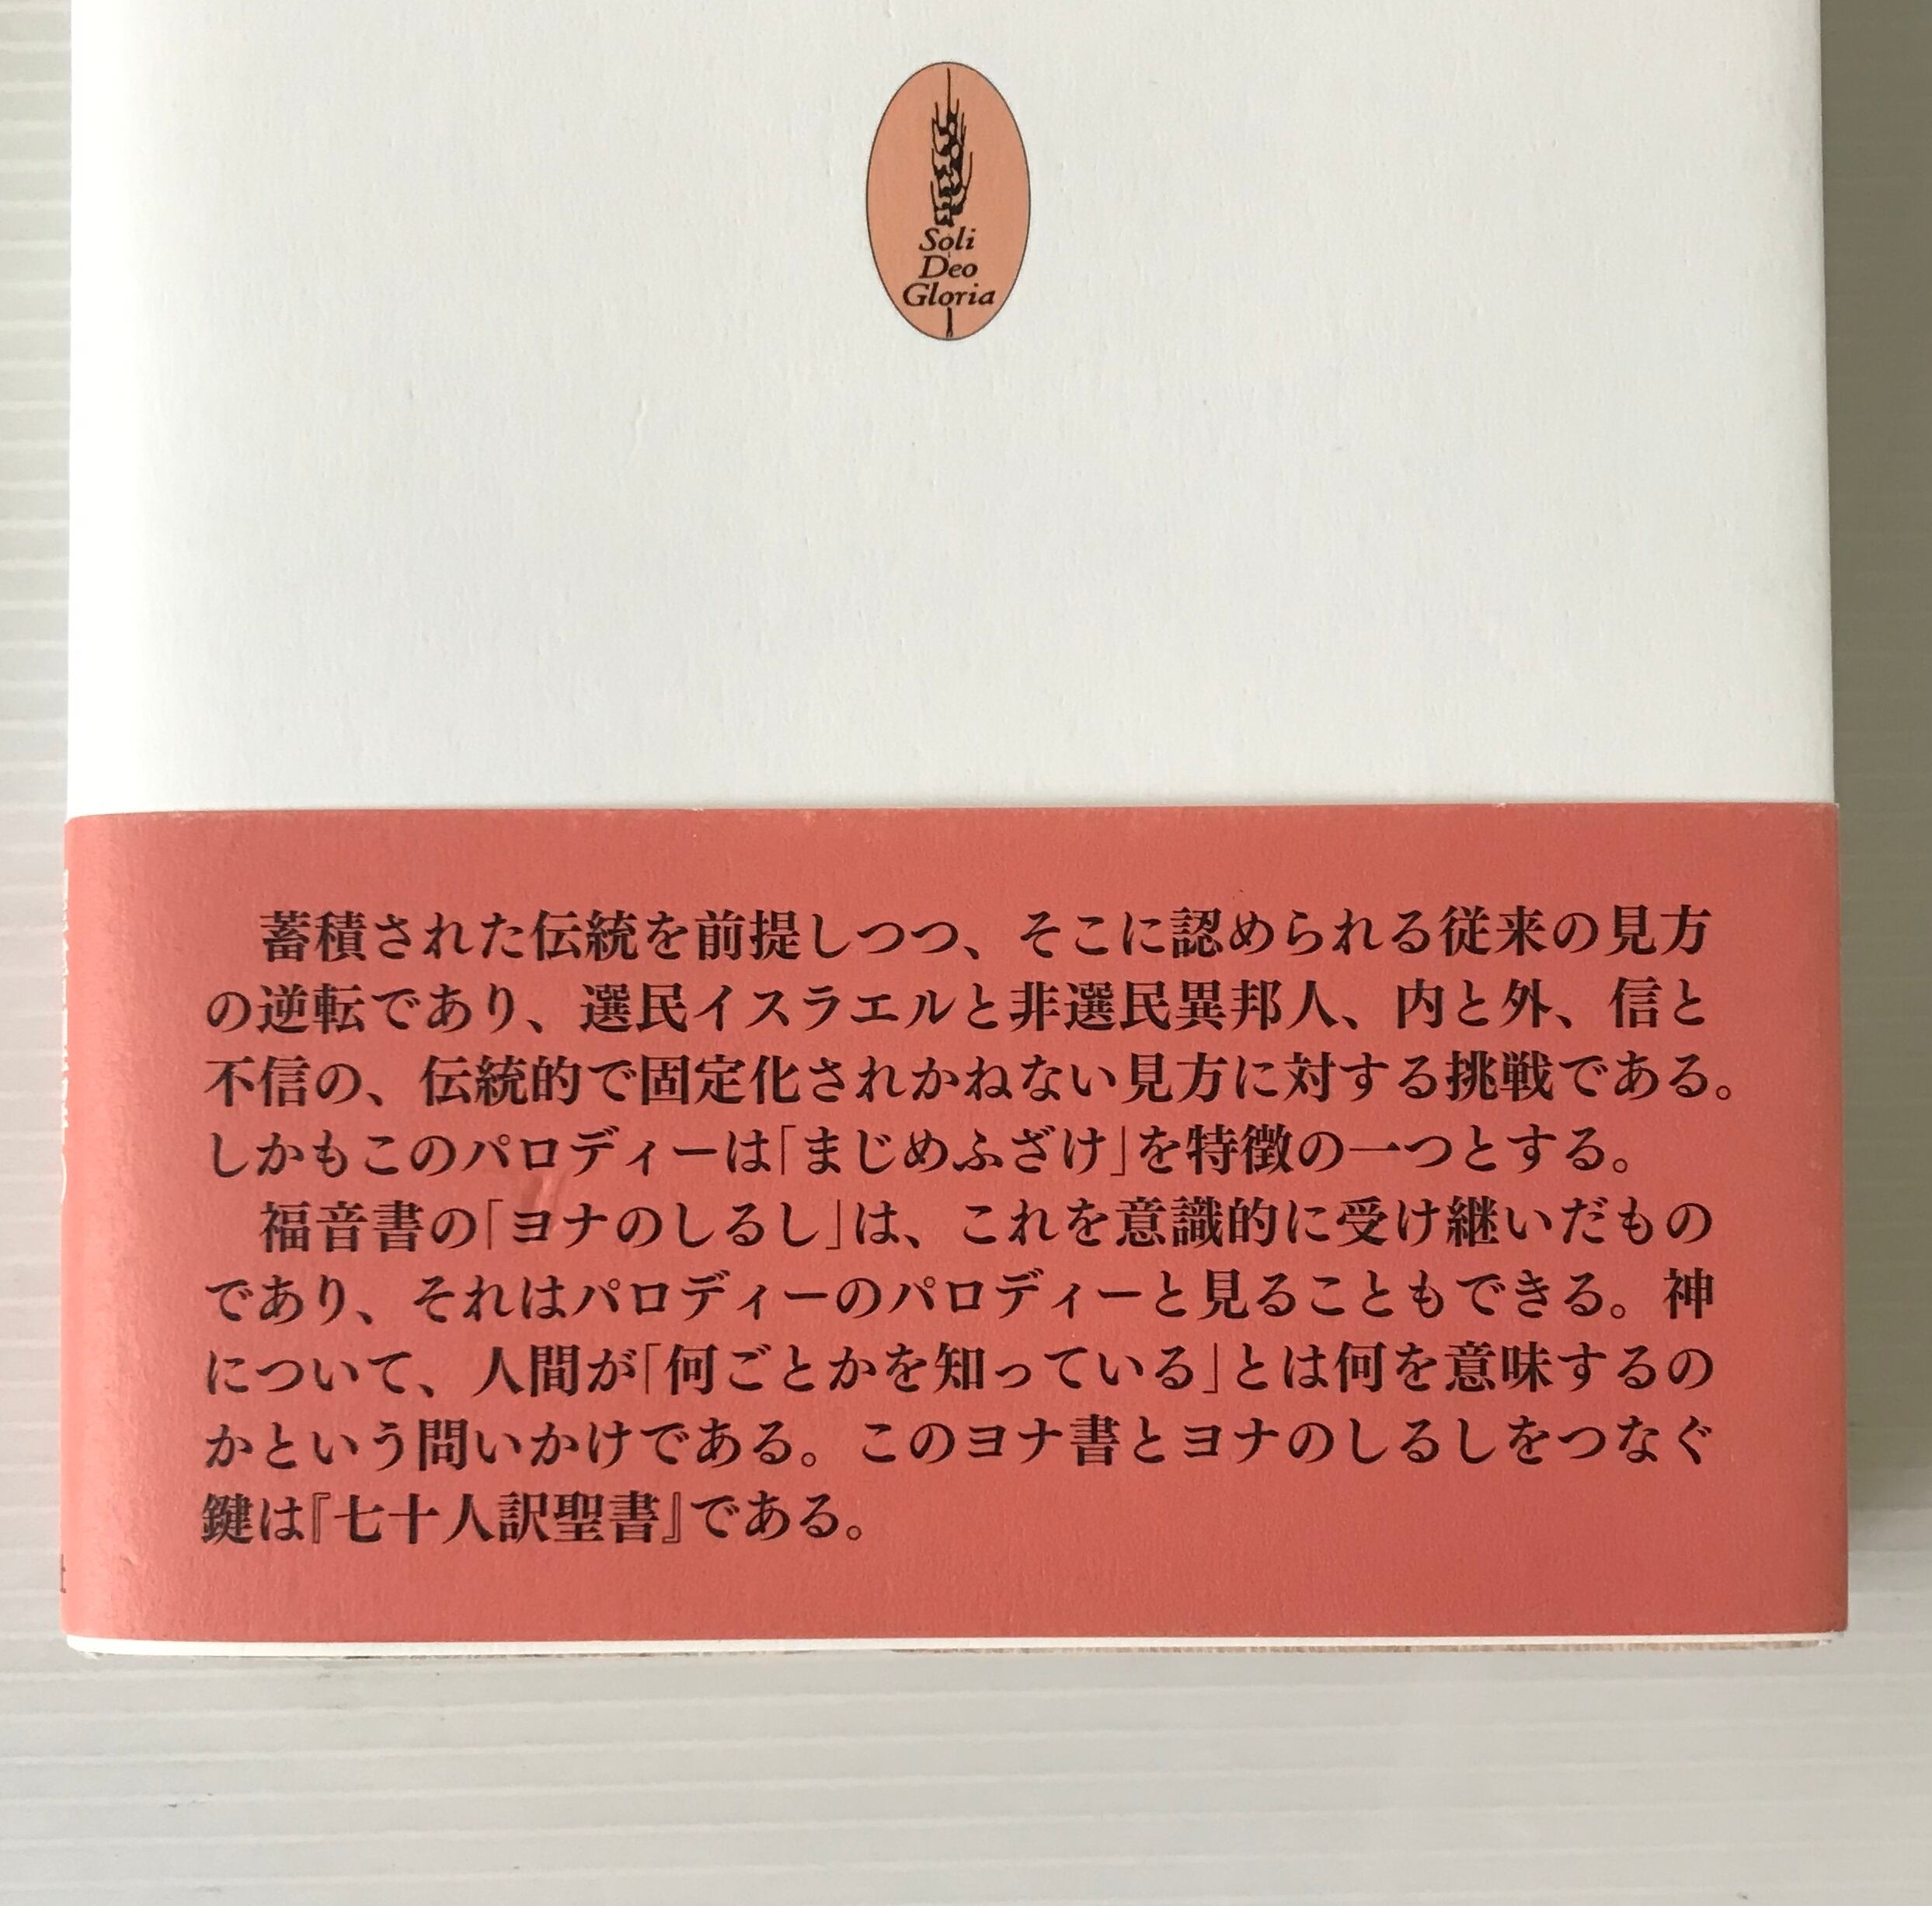 Soli
Deo
Gloria
蓄積された伝統を前提しつつ、そこに認められる従来の見方
の逆転であり、選民イスラエルと非選民異邦人、内と外、信と
不信の、伝統的で固定化されかねない見方に対する挑戦である。
しかもこのパロディーは「まじめふざけ」を特徴の一つとする。
福音書の「ヨナのしるし」は、これを意識的に受け継いだもの
であり、それはパロディーのパロディーと見ることもできる。神
について、人間が「何ごとかを知っている」とは何を意味するの
かという問いかけである。このヨナ書とヨナのしるしをつなぐ
鍵は『七十人訳聖書』である。